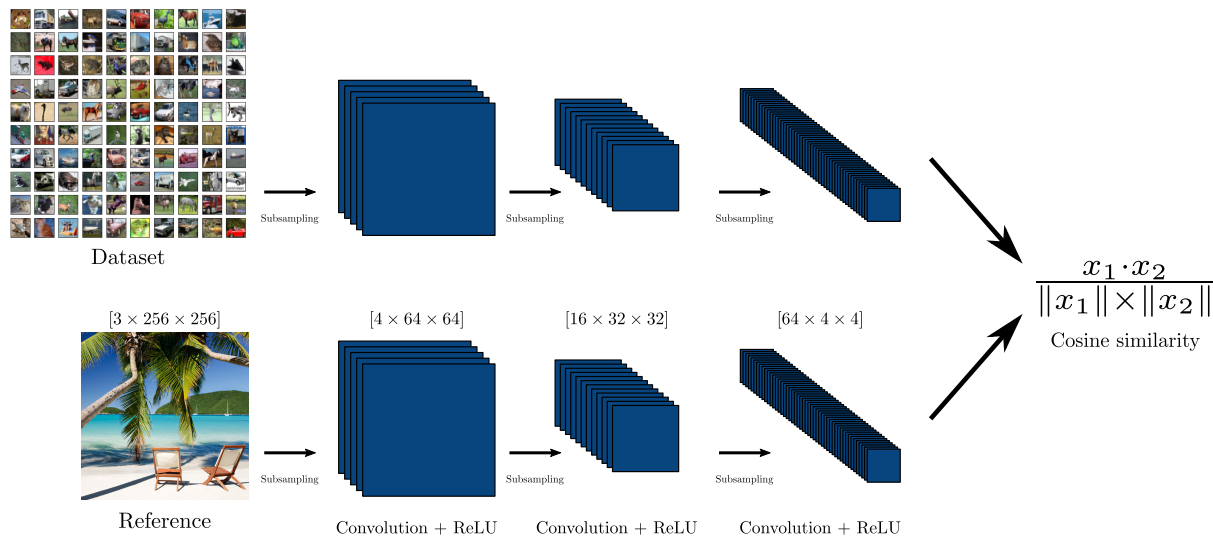 Subsampling
Subsampling
Subsampling
Dataset
x₁·x₂
‖x₁‖×‖x₂‖
Cosine similarity
[3 × 256 × 256]
[4 × 64 × 64]
[16 × 32 × 32]
[64 × 4 × 4]
Subsampling
Subsampling
Subsampling
Reference
Convolution + ReLU
Convolution + ReLU
Convolution + ReLU